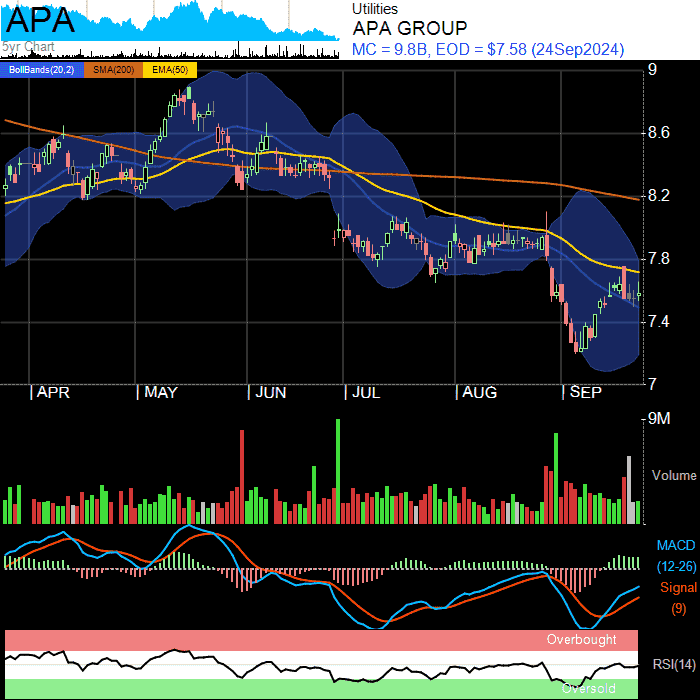 APA
5yr Chart
Utilities
APA GROUP
MC = 9.8B, EOD = $7.58 (24Sep2024)
BollBands(20,2) SMA(200) EMA(50)
9
8.6
8.2
7.8
7.4
7
APR MAY JUN JUL AUG SEP
9M
Volume
MACD
(12-26)
Signal
(9)
Overbought
RSI(14)
Oversold